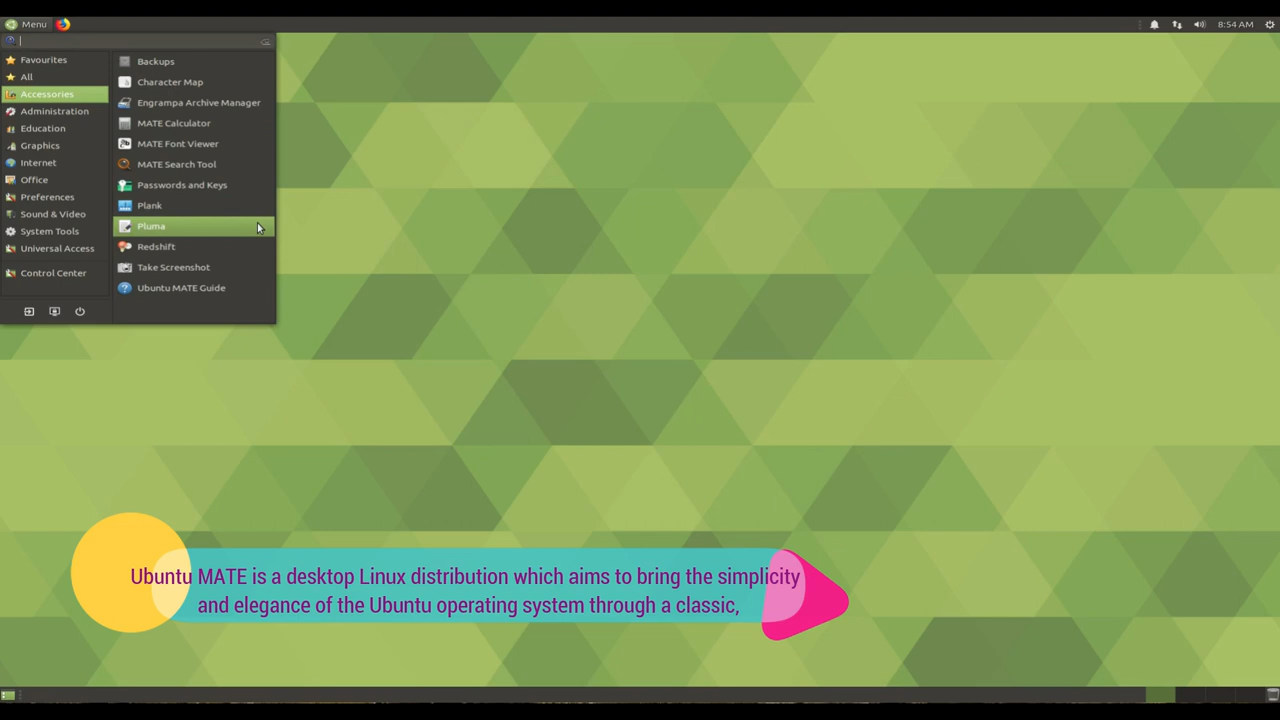 Menu
8:54 AM
Favourites
All
Accessories
Administration
Education
Graphics
Internet
Office
Preferences
Sound & Video
System Tools
Universal Access
Control Center
Backups
Character Map
Engrampa Archive Manager
MATE Calculator
MATE Font Viewer
MATE Search Tool
Passwords and Keys
Plank
Pluma
Redshift
Take Screenshot
Ubuntu MATE Guide
Ubuntu MATE is a desktop Linux distribution which aims to bring the simplicity
and elegance of the Ubuntu operating system through a classic,